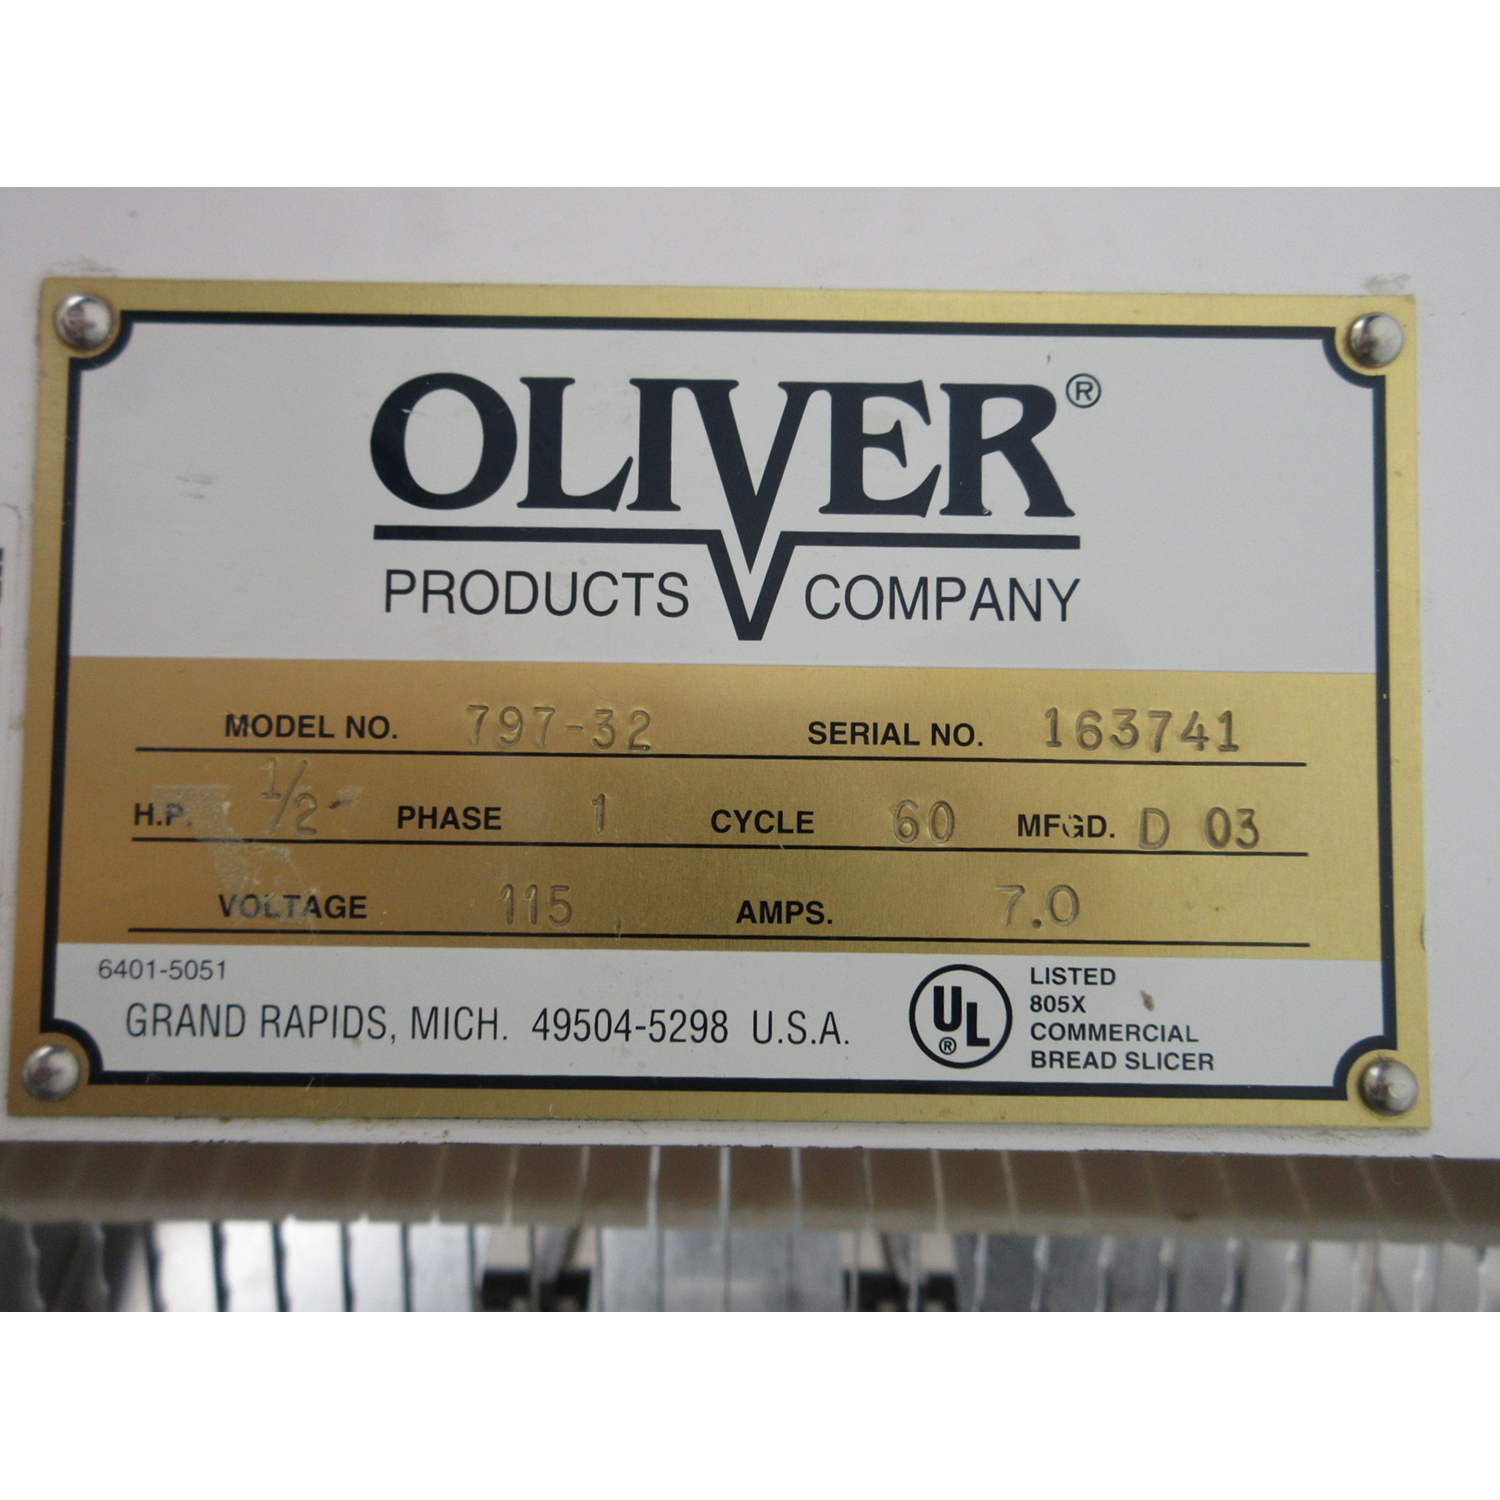 OLIVER®
PRODUCTS COMPANY
MODEL NO. 797-32 SERIAL NO. 163741
H.P. 1/2 PHASE 1 CYCLE 60 MFGD. D 03
VOLTAGE 115 AMPS. 7.0
6401-5051
GRAND RAPIDS, MICH. 49504-5298 U.S.A.
UL®
LISTED
805X
COMMERCIAL
BREAD SLICER